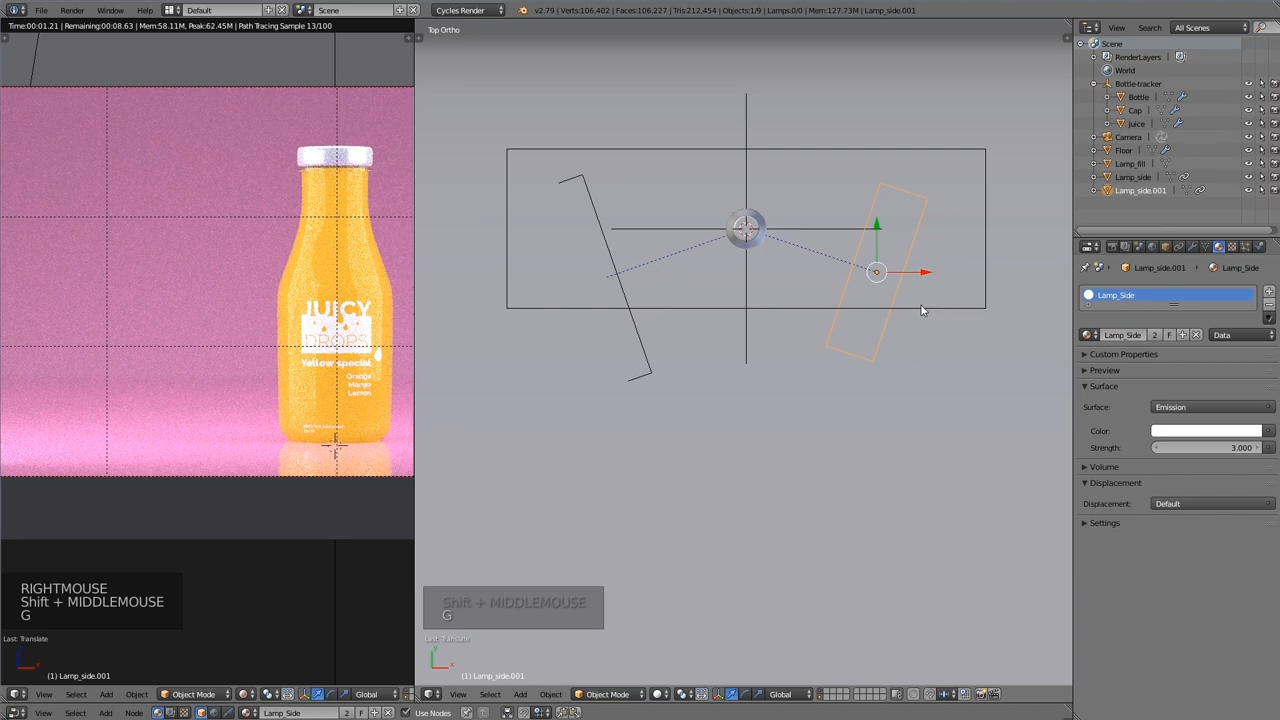 File Render Window Help Default Scene Cycles Render v2.79 | Verts:106,402 | Faces:106,227 | Tris:212,454 | Objects:1/9 | Lamps:0/0 | Mem:127.73M | Lamp_side.001
Time:00:01.21 | Remaining:00:08.63 | Mem:58.11M, Peak:62.45M | Path Tracing Sample 13/100
Top Ortho
View Search All Scenes
Scene
RenderLayers
World
Bottle-tracker
Bottle
Cap
Juice
Camera
Floor
Lamp_fill
Lamp_side
Lamp_side.001
Lamp_side.001 Lamp_Side
Lamp_Side
Lamp_Side 2 F Data
Custom Properties
Preview
Surface
Surface: Emission
Color:
Strength: 3.000
Volume
Displacement
Displacement: Default
Settings
JUICY
DROPS
Yellow special
Orange
Mango
Lemon
RIGHTMOUSE
Shift + MIDDLEMOUSE
G
Shift + MIDDLEMOUSE
G
Last: Translate
z
x
(1) Lamp_side.001
Last: Translate
y
x
(1) Lamp_side.001
View Select Add Object Object Mode Global
View Select Add Object Object Mode Global
View Select Add Node Lamp_Side 2 F Use Nodes